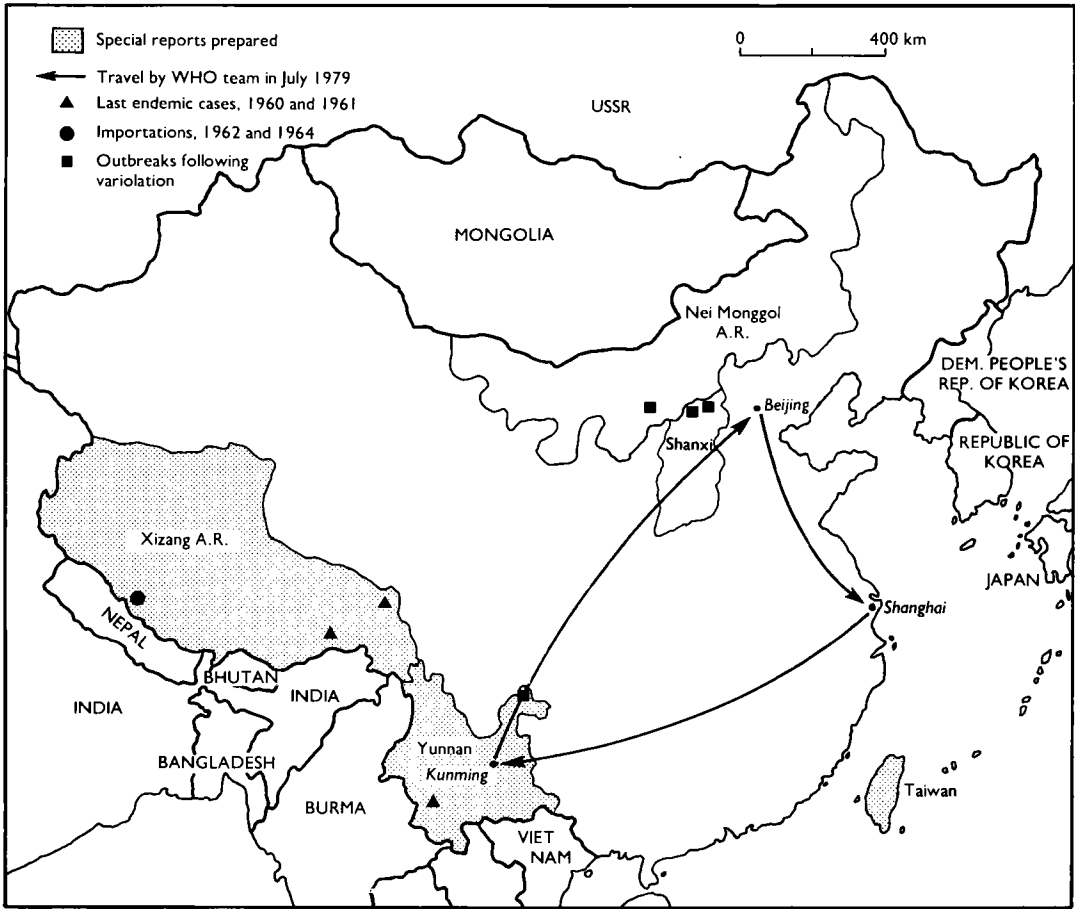 Special reports prepared
Travel by WHO team in July 1979
Last endemic cases, 1960 and 1961
Importations, 1962 and 1964
Outbreaks following
variolation
0 400 km
USSR
MONGOLIA
Nei Monggol
A.R.
DEM. PEOPLE'S
REP. OF KOREA
Beijing
Shanxi
REPUBLIC OF
KOREA
Xizang A.R.
JAPAN
Shanghai
NEPAL
BHUTAN
INDIA
INDIA
Yunnan
BANGLADESH
Kunming
BURMA
Taiwan
VIET
NAM